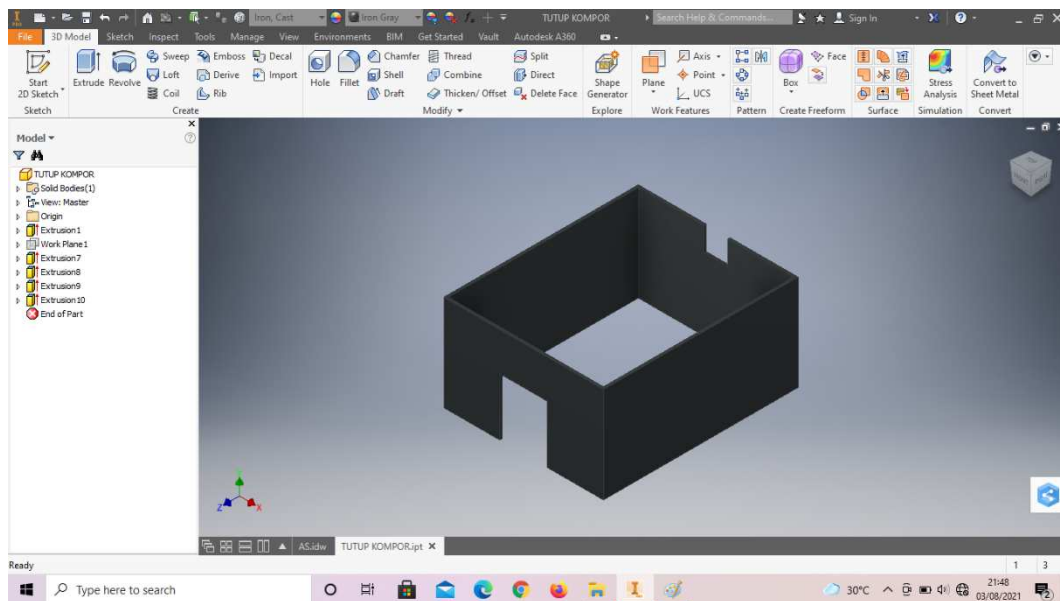 Iron, Cast Iron Gray TUTUP KOMPOR Search Help & Commands... Sign In
File 3D Model Sketch Inspect Tools Manage View Environments BIM Get Started Vault Autodesk A360
Start 2D Sketch Extrude Revolve Sweep Emboss Decal Hole Fillet Chamfer Thread Split Shape Generator Plane Axis Box Face Stress Analysis Convert to Sheet Metal
Loft Derive Import Shell Combine Direct Point
Coil Rib Draft Thicken/ Offset Delete Face UCS
Sketch Create Modify Explore Work Features Pattern Create Freeform Surface Simulation Convert
Model
TUTUP KOMPOR
Solid Bodies(1)
View: Master
Origin
Extrusion1
Work Plane1
Extrusion7
Extrusion8
Extrusion9
Extrusion10
End of Part
Y
Z X
AS.idw TUTUP KOMPOR.ipt
Ready 1 3
Type here to search 30°C 21:48
03/08/2021